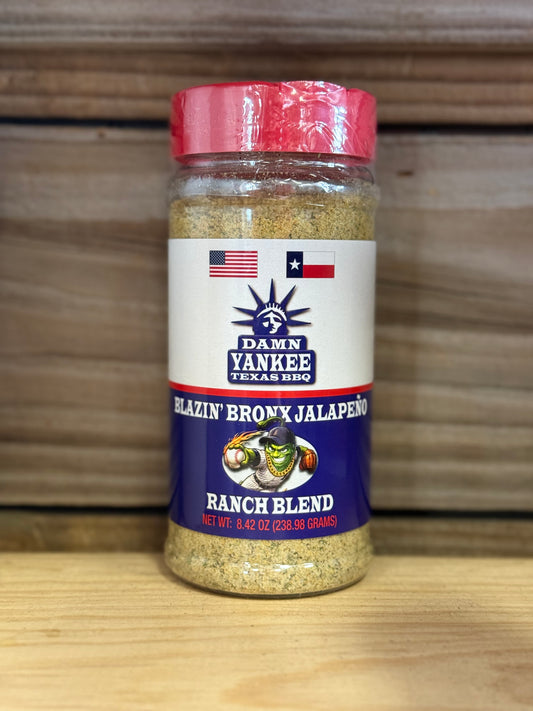 DAMN
YANKEE
TEXAS BBQ
BLAZIN' BRONX JALAPEÑO
RANCH BLEND
NET WT: 8.42 OZ (238.98 GRAMS)